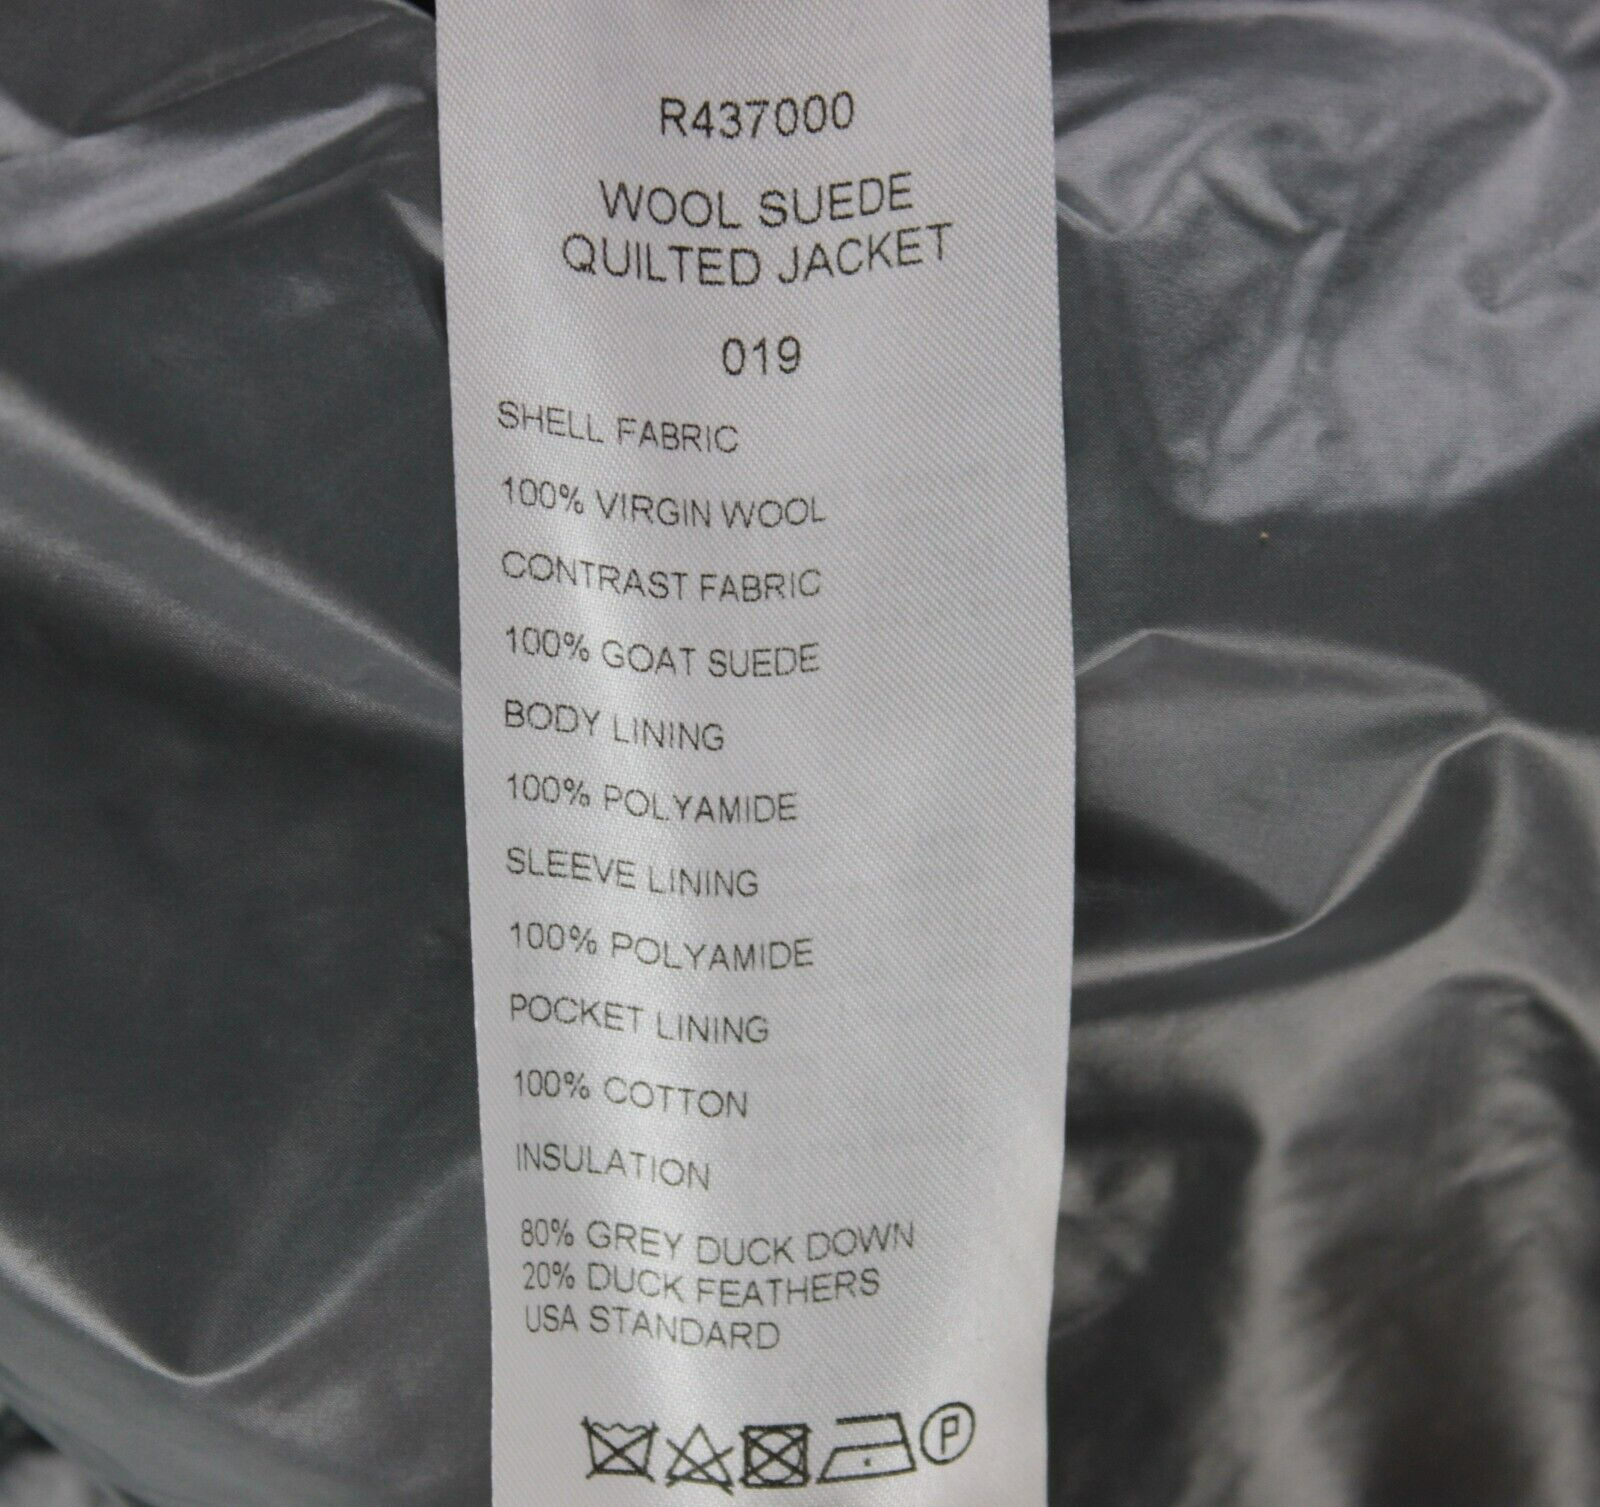 R437000
WOOL SUEDE
QUILTED JACKET
019
SHELL FABRIC
100% VIRGIN WOOL
CONTRAST FABRIC
100% GOAT SUEDE
BODY LINING
100% POLYAMIDE
SLEEVE LINING
100% POLYAMIDE
POCKET LINING
100% COTTON
INSULATION
80% GREY DUCK DOWN
20% DUCK FEATHERS
USA STANDARD
P